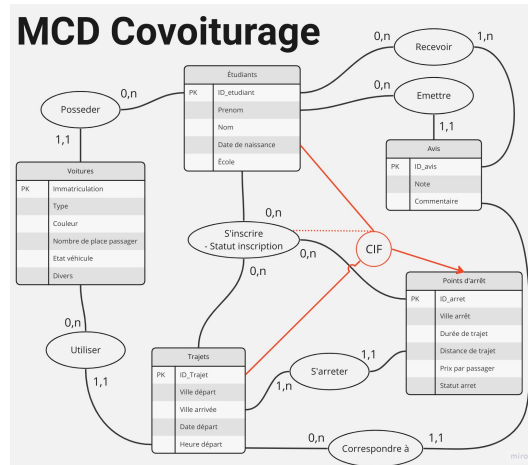 MCD Covoiturage
0,n
Recevoir
1,n
Étudiants
PK
ID_etudiant
Prenom
Nom
Date de naissance
École
0,n
Posseder
0,n
Emettre
1,1
1,1
Avis
PK
ID_avis
Note
Commentaire
Voitures
PK
Immatriculation
Type
Couleur
Nombre de place passager
Etat véhicule
Divers
0,n
S'inscrire
- Statut inscription
0,n
0,n
CIF
Points d'arrêt
PK
ID_arret
Ville arrêt
Durée de trajet
Distance de trajet
Prix par passager
Statut arret
0,n
Utiliser
1,1
Trajets
PK
ID_Trajet
Ville départ
Ville arrivée
Date départ
Heure départ
1,1
S'arreter
1,n
0,n
Correspondre à
1,1
miro